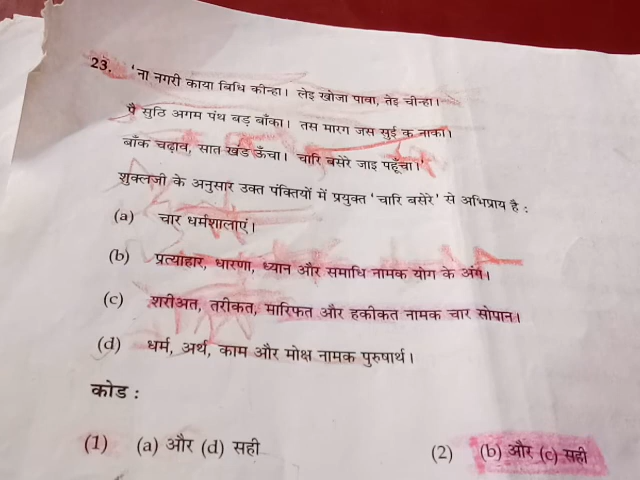 23. 'ना नगरी काया बिधि कीन्हा। लेइ खोजा पावा, तेइ चीन्हा।
पै सुठि अगम पंथ बड़ बाँका। तस मारग जस सुई क नाका।
बाँक चढ़ाव, सात खंड ऊँचा। चारि बसेरे जाइ पहूँचा।'
शुक्लजी के अनुसार उक्त पंक्तियों में प्रयुक्त 'चारि बसेरे' से अभिप्राय है :
(a) चार धर्मशालाएं।
(b) प्रत्याहार, धारणा, ध्यान और समाधि नामक योग के अंग।
(c) शरीअत, तरीकत, मारिफत और हकीकत नामक चार सोपान।
(d) धर्म, अर्थ, काम और मोक्ष नामक पुरुषार्थ।
कोड :
(1) (a) और (d) सही (2) (b) और (c) सही